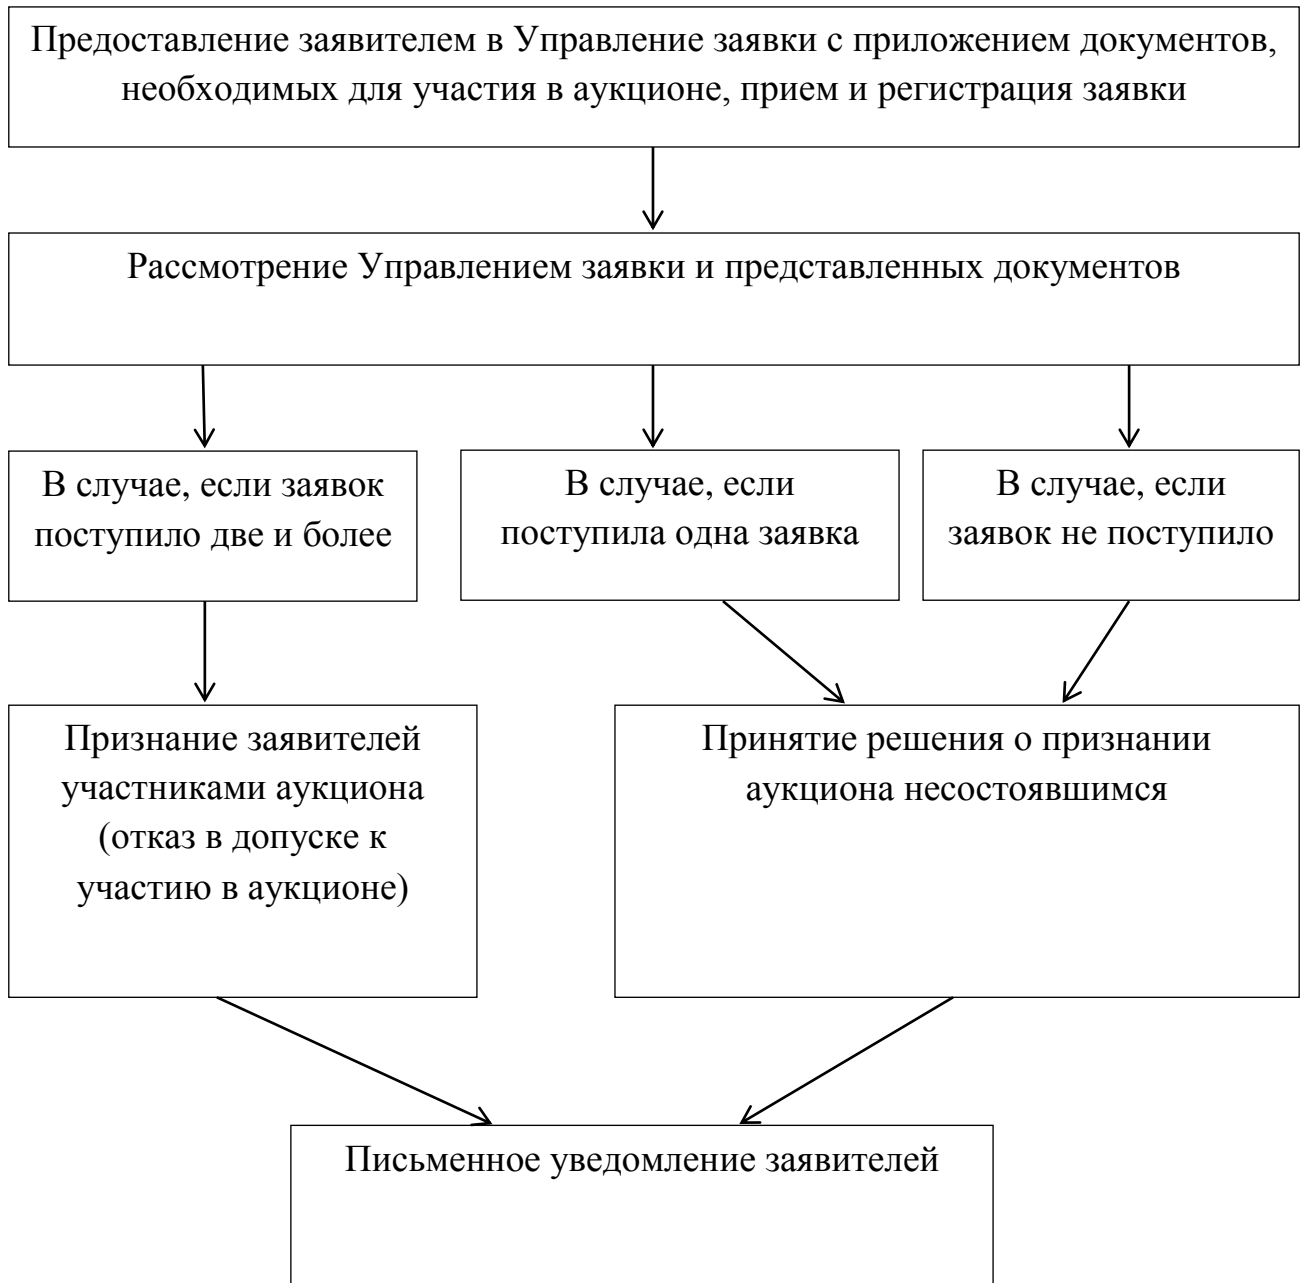 Предоставление заявителем в Управление заявки с приложением документов,
необходимых для участия в аукционе, прием и регистрация заявки
Рассмотрение Управлением заявки и представленных документов
В случае, если заявок
поступило две и более
В случае, если
поступила одна заявка
В случае, если
заявок не поступило
Признание заявителей
участниками аукциона
(отказ в допуске к
участию в аукционе)
Принятие решения о признании
аукциона несостоявшимся
Письменное уведомление заявителей